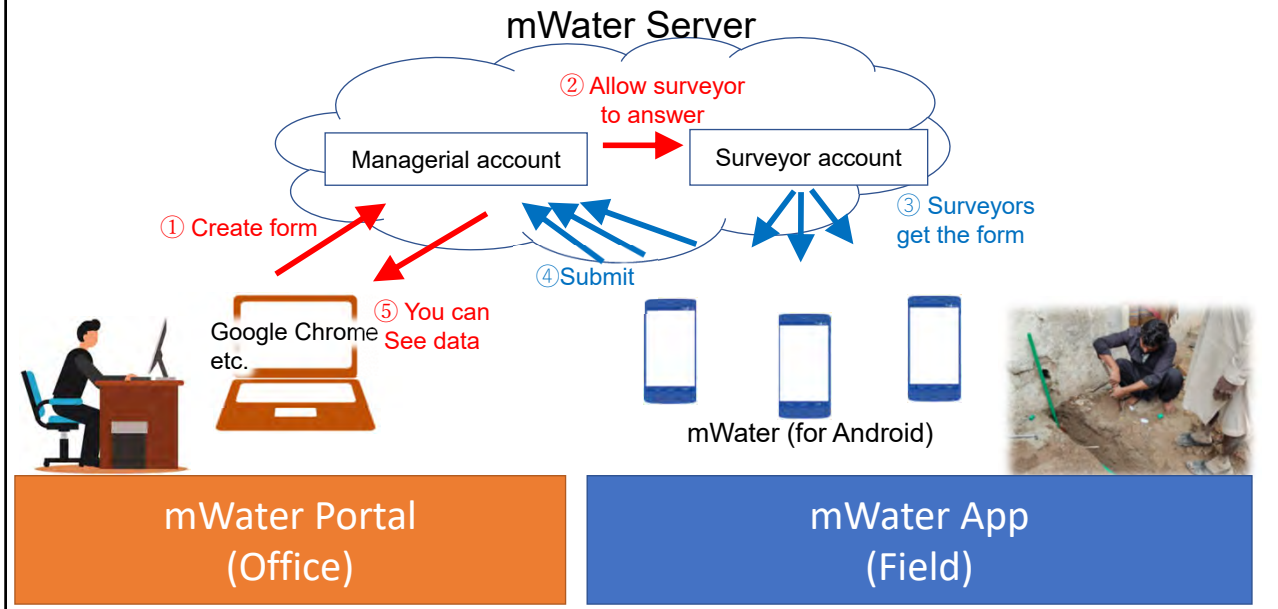 mWater Server
② Allow surveyor
to answer
Managerial account
Surveyor account
① Create form
③ Surveyors
get the form
④Submit
⑤ You can
See data
Google Chrome
etc.
mWater (for Android)
mWater Portal
(Office)
mWater App
(Field)